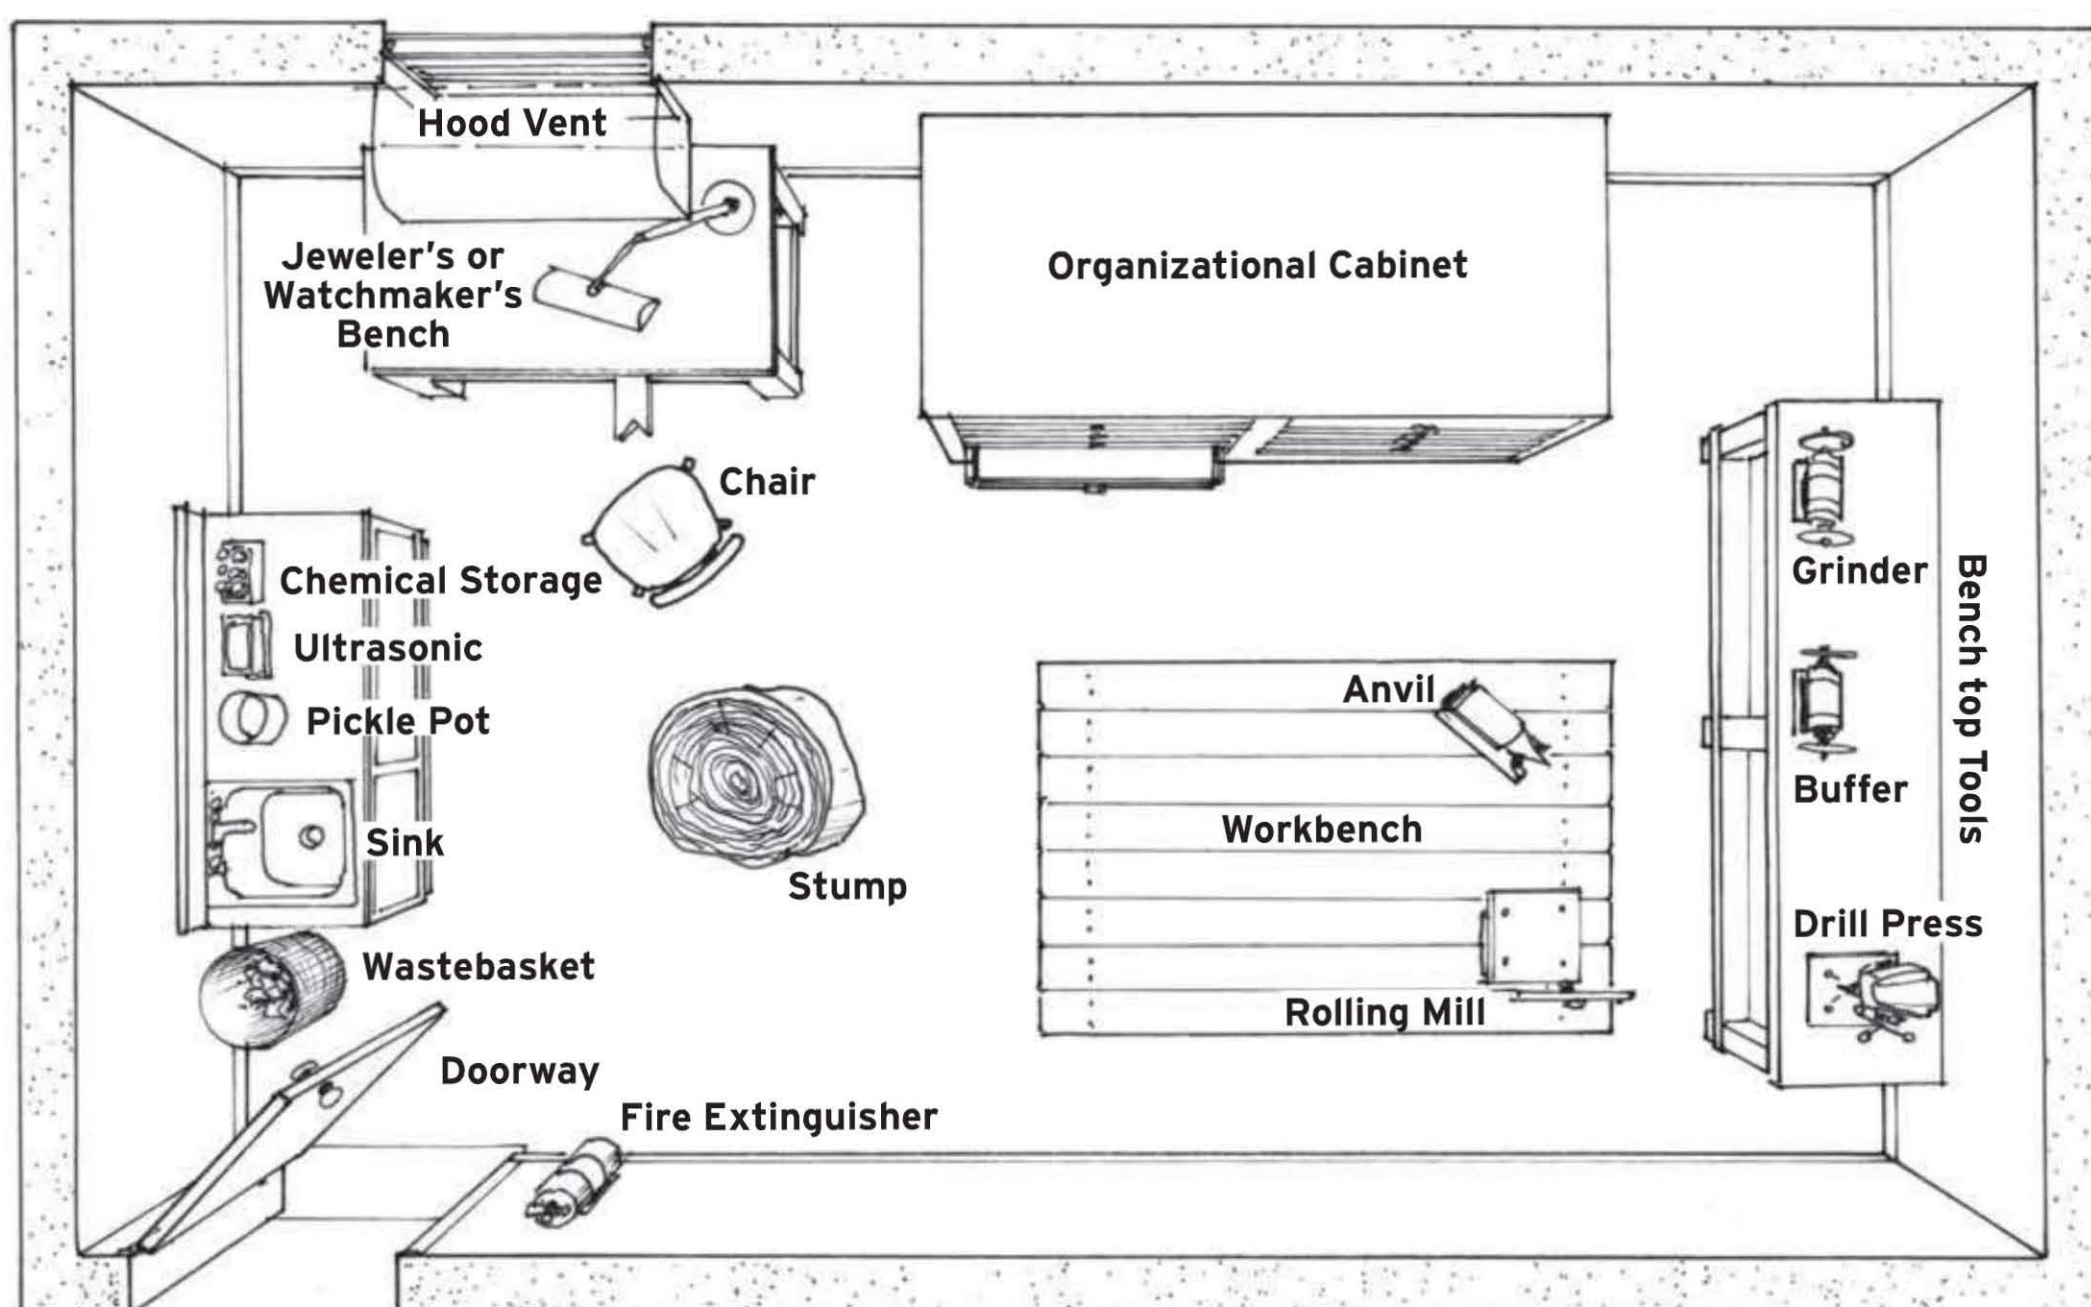 Hood Vent
Jeweler's or
Watchmaker's
Bench
Organizational Cabinet
Chair
Chemical Storage
Ultrasonic
Pickle Pot
Sink
Stump
Wastebasket
Doorway
Fire Extinguisher
Anvil
Workbench
Rolling Mill
Grinder
Buffer
Drill Press
Bench top Tools